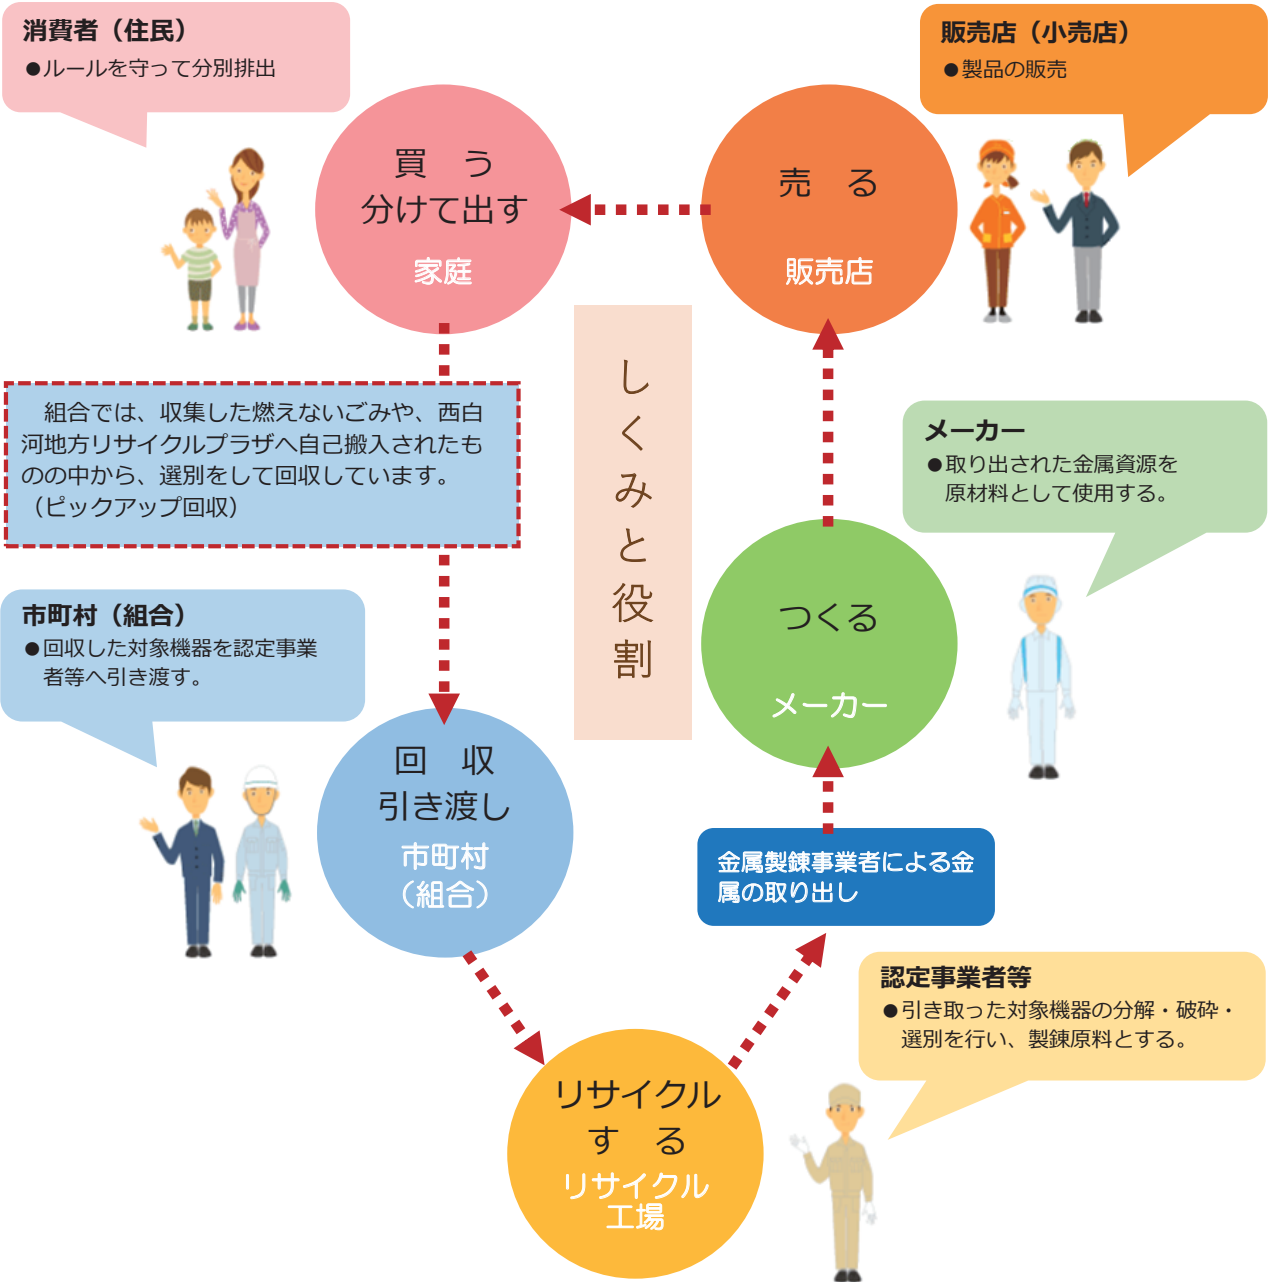 消費者（住民）
●ルールを守って分別排出
販売店（小売店）
●製品の販売
買　う
分けて出す
家庭
売　る
販売店
しくみと役割
　組合では、収集した燃えないごみや、西白
河地方リサイクルプラザへ自己搬入されたも
のの中から、選別をして回収しています。
（ピックアップ回収）
メーカー
●取り出された金属資源を
原材料として使用する。
市町村（組合）
●回収した対象機器を認定事業
者等へ引き渡す。
つくる
メーカー
回　収
引き渡し
市町村
（組合）
金属製錬事業者による金
属の取り出し
認定事業者等
●引き取った対象機器の分解・破砕・
選別を行い、製錬原料とする。
リサイクル
す　る
リサイクル
工場